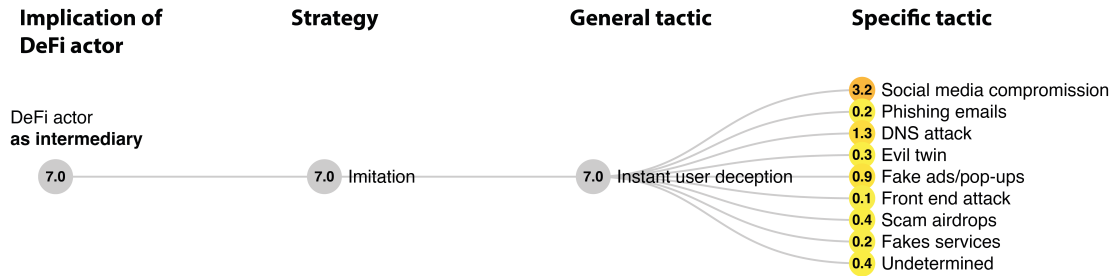 Implication of
DeFi actor
Strategy
General tactic
Specific tactic
DeFi actor
as intermediary
7.0
7.0 Imitation
7.0 Instant user deception
3.2 Social media compromission
0.2 Phishing emails
1.3 DNS attack
0.3 Evil twin
0.9 Fake ads/pop-ups
0.1 Front end attack
0.4 Scam airdrops
0.2 Fakes services
0.4 Undetermined